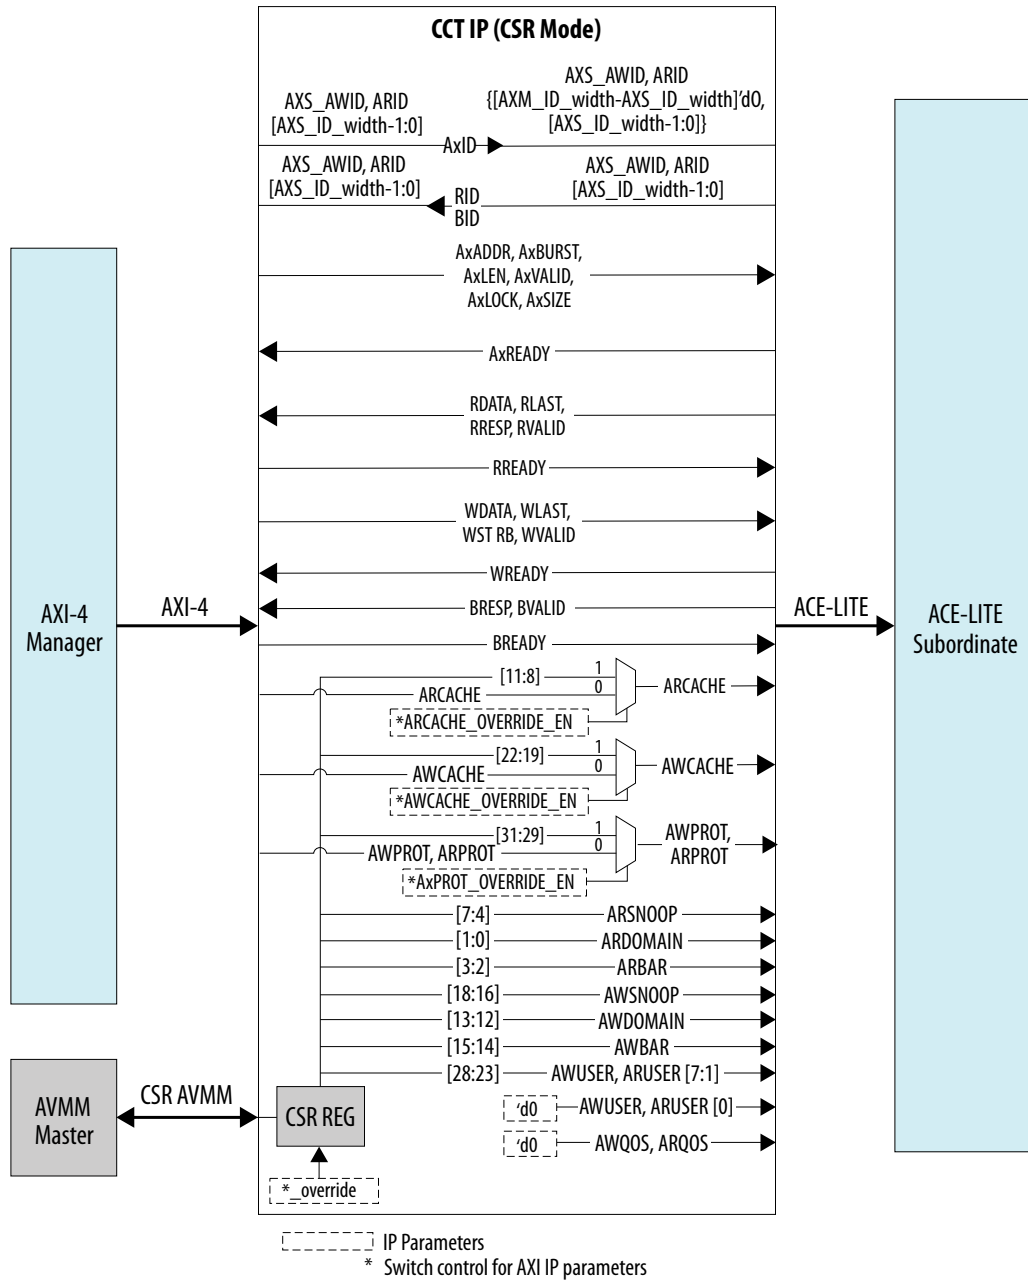 CCT IP (CSR Mode)
AXS_AWID, ARID
[AXS_ID_width-1:0]
AXS_AWID, ARID
{[AXM_ID_width-AXS_ID_width]'d0,
[AXS_ID_width-1:0]}
AxID
AXS_AWID, ARID
[AXS_ID_width-1:0]
RID
BID
AXS_AWID, ARID
[AXS_ID_width-1:0]
AxADDR, AxBURST,
AxLEN, AxVALID,
AxLOCK, AxSIZE
AxREADY
RDATA, RLAST,
RRESP, RVALID
RREADY
WDATA, WLAST,
WST RB, WVALID
WREADY
BRESP, BVALID
BREADY
AXI-4
Manager
AXI-4
ACE-LITE
ACE-LITE
Subordinate
[11:8]
1
0
ARCACHE
ARCACHE
*ARCACHE_OVERRIDE_EN
[22:19]
1
0
AWCACHE
AWCACHE
*AWCACHE_OVERRIDE_EN
[31:29]
1
0
AWPROT, ARPROT
AWPROT,
ARPROT
*AxPROT_OVERRIDE_EN
[7:4] ARSNOOP
[1:0] ARDOMAIN
[3:2] ARBAR
[18:16] AWSNOOP
[13:12] AWDOMAIN
[15:14] AWBAR
[28:23] AWUSER, ARUSER [7:1]
'd0 AWUSER, ARUSER [0]
'd0 AWQOS, ARQOS
AVMM
Master
CSR AVMM
CSR REG
*_override
IP Parameters
* Switch control for AXI IP parameters